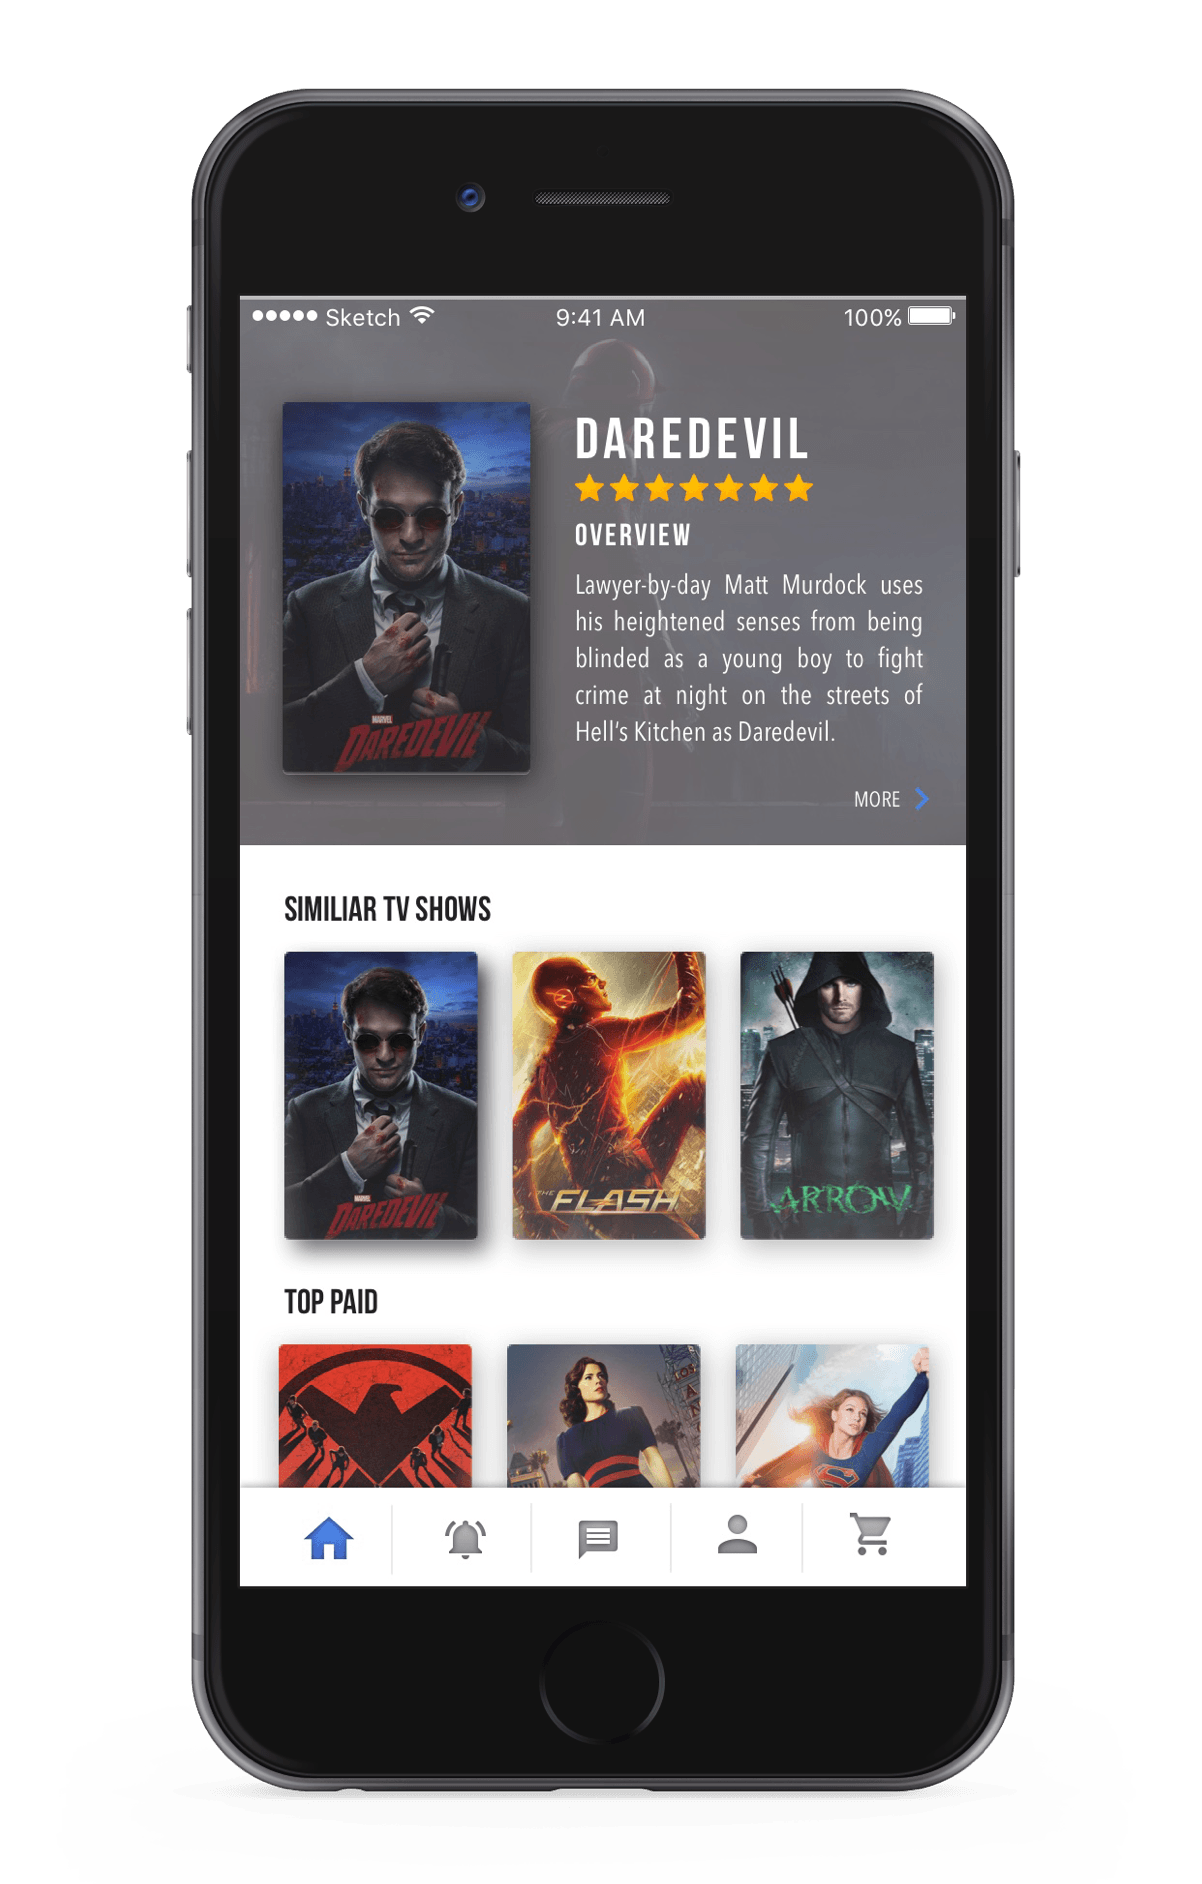 Sketch 9:41 AM 100%
DAREDEVIL
OVERVIEW
Lawyer-by-day Matt Murdock uses
his heightened senses from being
blinded as a young boy to fight
crime at night on the streets of
Hell's Kitchen as Daredevil.
MARVEL
DAREDEVIL
MORE
SIMILIAR TV SHOWS
MARVEL
DAREDEVIL
THE FLASH
ARROW
TOP PAID